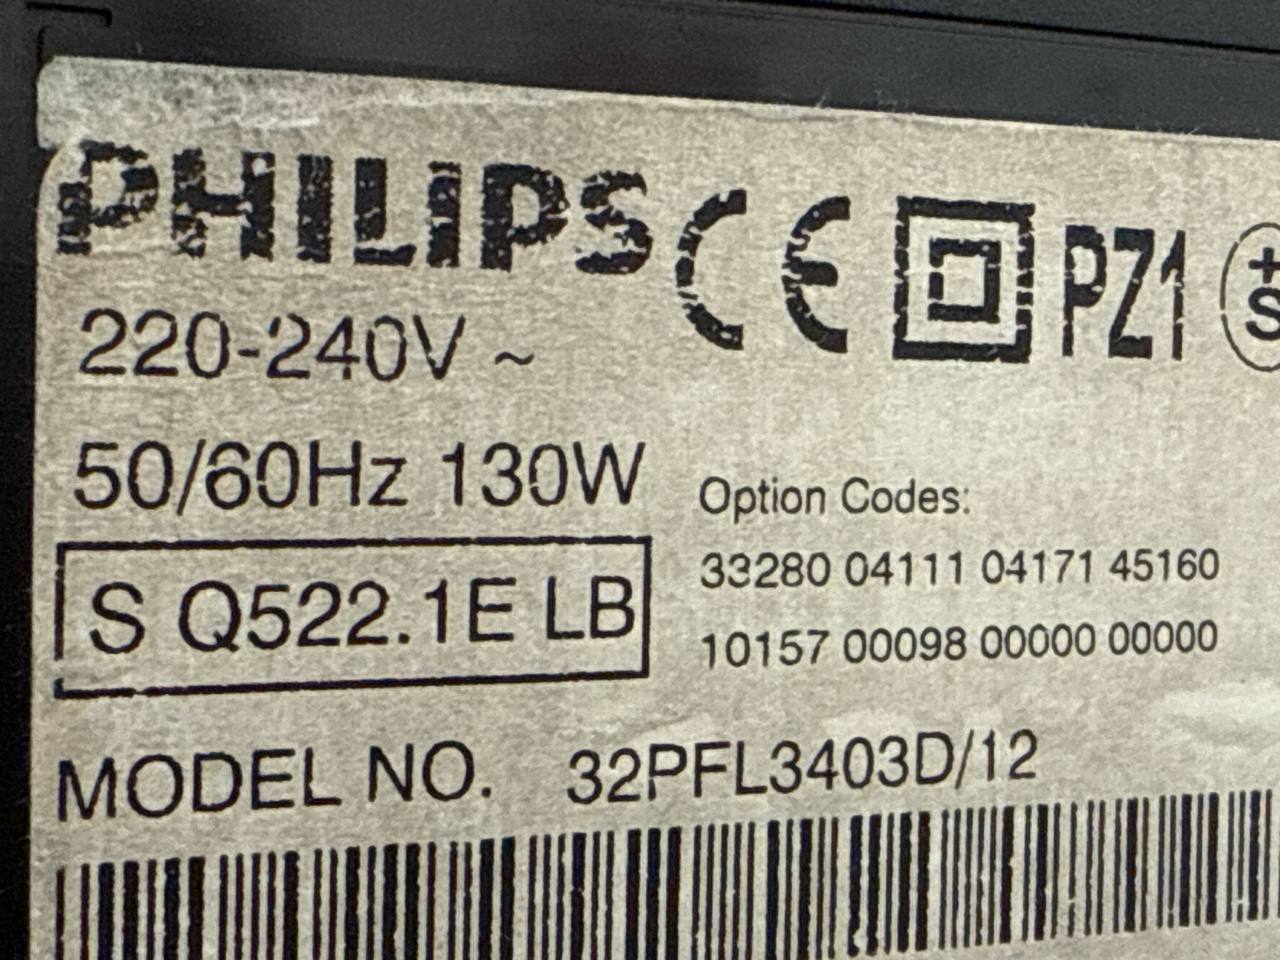 PHILIPS CE PZ1 +S
220-240V ~
50/60Hz 130W
Option Codes:
33280 04111 04171 45160
S Q522.1E LB
10157 00098 00000 00000
MODEL NO. 32PFL3403D/12